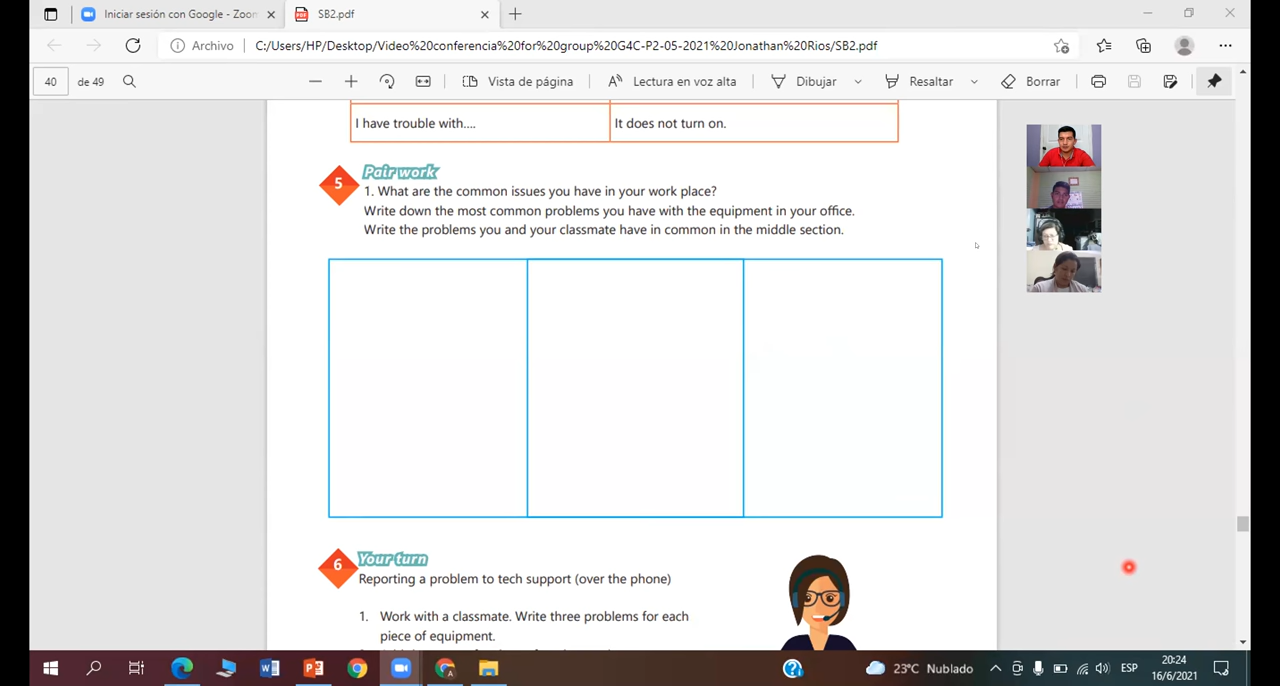 Iniciar sesión con Google - Zoom
SB2.pdf
Archivo
C:/Users/HP/Desktop/Video%20conferencia%20for%20group%20G4C-P2-05-2021%20Jonathan%20Rios/SB2.pdf
40 de 49
Vista de página
Lectura en voz alta
Dibujar
Resaltar
Borrar
I have trouble with.... It does not turn on.
5 Pair work
1. What are the common issues you have in your work place?
Write down the most common problems you have with the equipment in your office.
Write the problems you and your classmate have in common in the middle section.
6 Your turn
Reporting a problem to tech support (over the phone)
1. Work with a classmate. Write three problems for each
piece of equipment.
23°C Nublado
ESP
20:24
16/6/2021